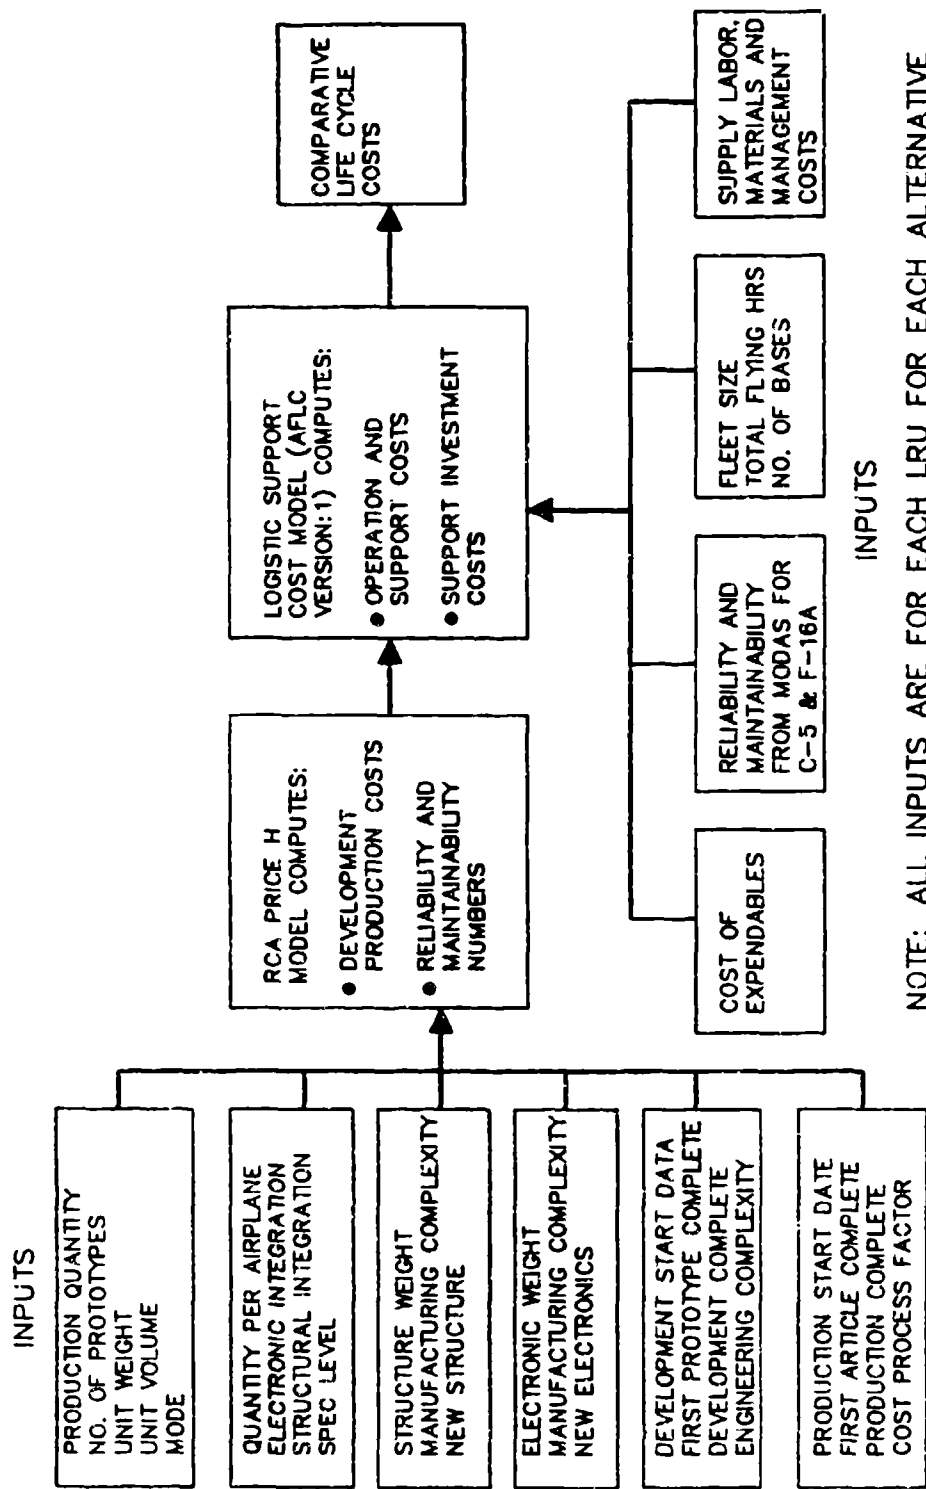 INPUTS
PRODUCTION QUANTITY
NO. OF PROTOTYPES
UNIT WEIGHT
UNIT VOLUME
MODE
QUANTITY PER AIRPLANE
ELECTRONIC INTEGRATION
STRUCTURAL INTEGRATION
SPEC LEVEL
STRUCTURE WEIGHT
MANUFACTURING COMPLEXITY
NEW STRUCTURE
ELECTRONIC WEIGHT
MANUFACTURING COMPLEXITY
NEW ELECTRONICS
DEVELOPMENT START DATA
FIRST PROTOTYPE COMPLETE
DEVELOPMENT COMPLETE
ENGINEERING COMPLEXITY
PRODUCTION START DATE
FIRST ARTICLE COMPLETE
PRODUCTION COMPLETE
COST PROCESS FACTOR
RCA PRICE H
MODEL COMPUTES:
● DEVELOPMENT
PRODUCTION COSTS
● RELIABILITY AND
MAINTAINABILITY
NUMBERS
LOGISTIC SUPPORT
COST MODEL (AFLC
VERSION:1) COMPUTES:
● OPERATION AND
SUPPORT COSTS
● SUPPORT INVESTMENT
COSTS
COMPARATIVE
LIFE CYCLE
COSTS
COST OF
EXPENDABLES
RELIABILITY AND
MAINTAINABILITY
FROM MODAS FOR
C-5 & F-16A
FLEET SIZE
TOTAL FLYING HRS
NO. OF BASES
SUPPLY LABOR,
MATERIALS AND
MANAGEMENT
COSTS
INPUTS
NOTE: ALL INPUTS ARE FOR EACH LRU FOR EACH ALTERNATIVE